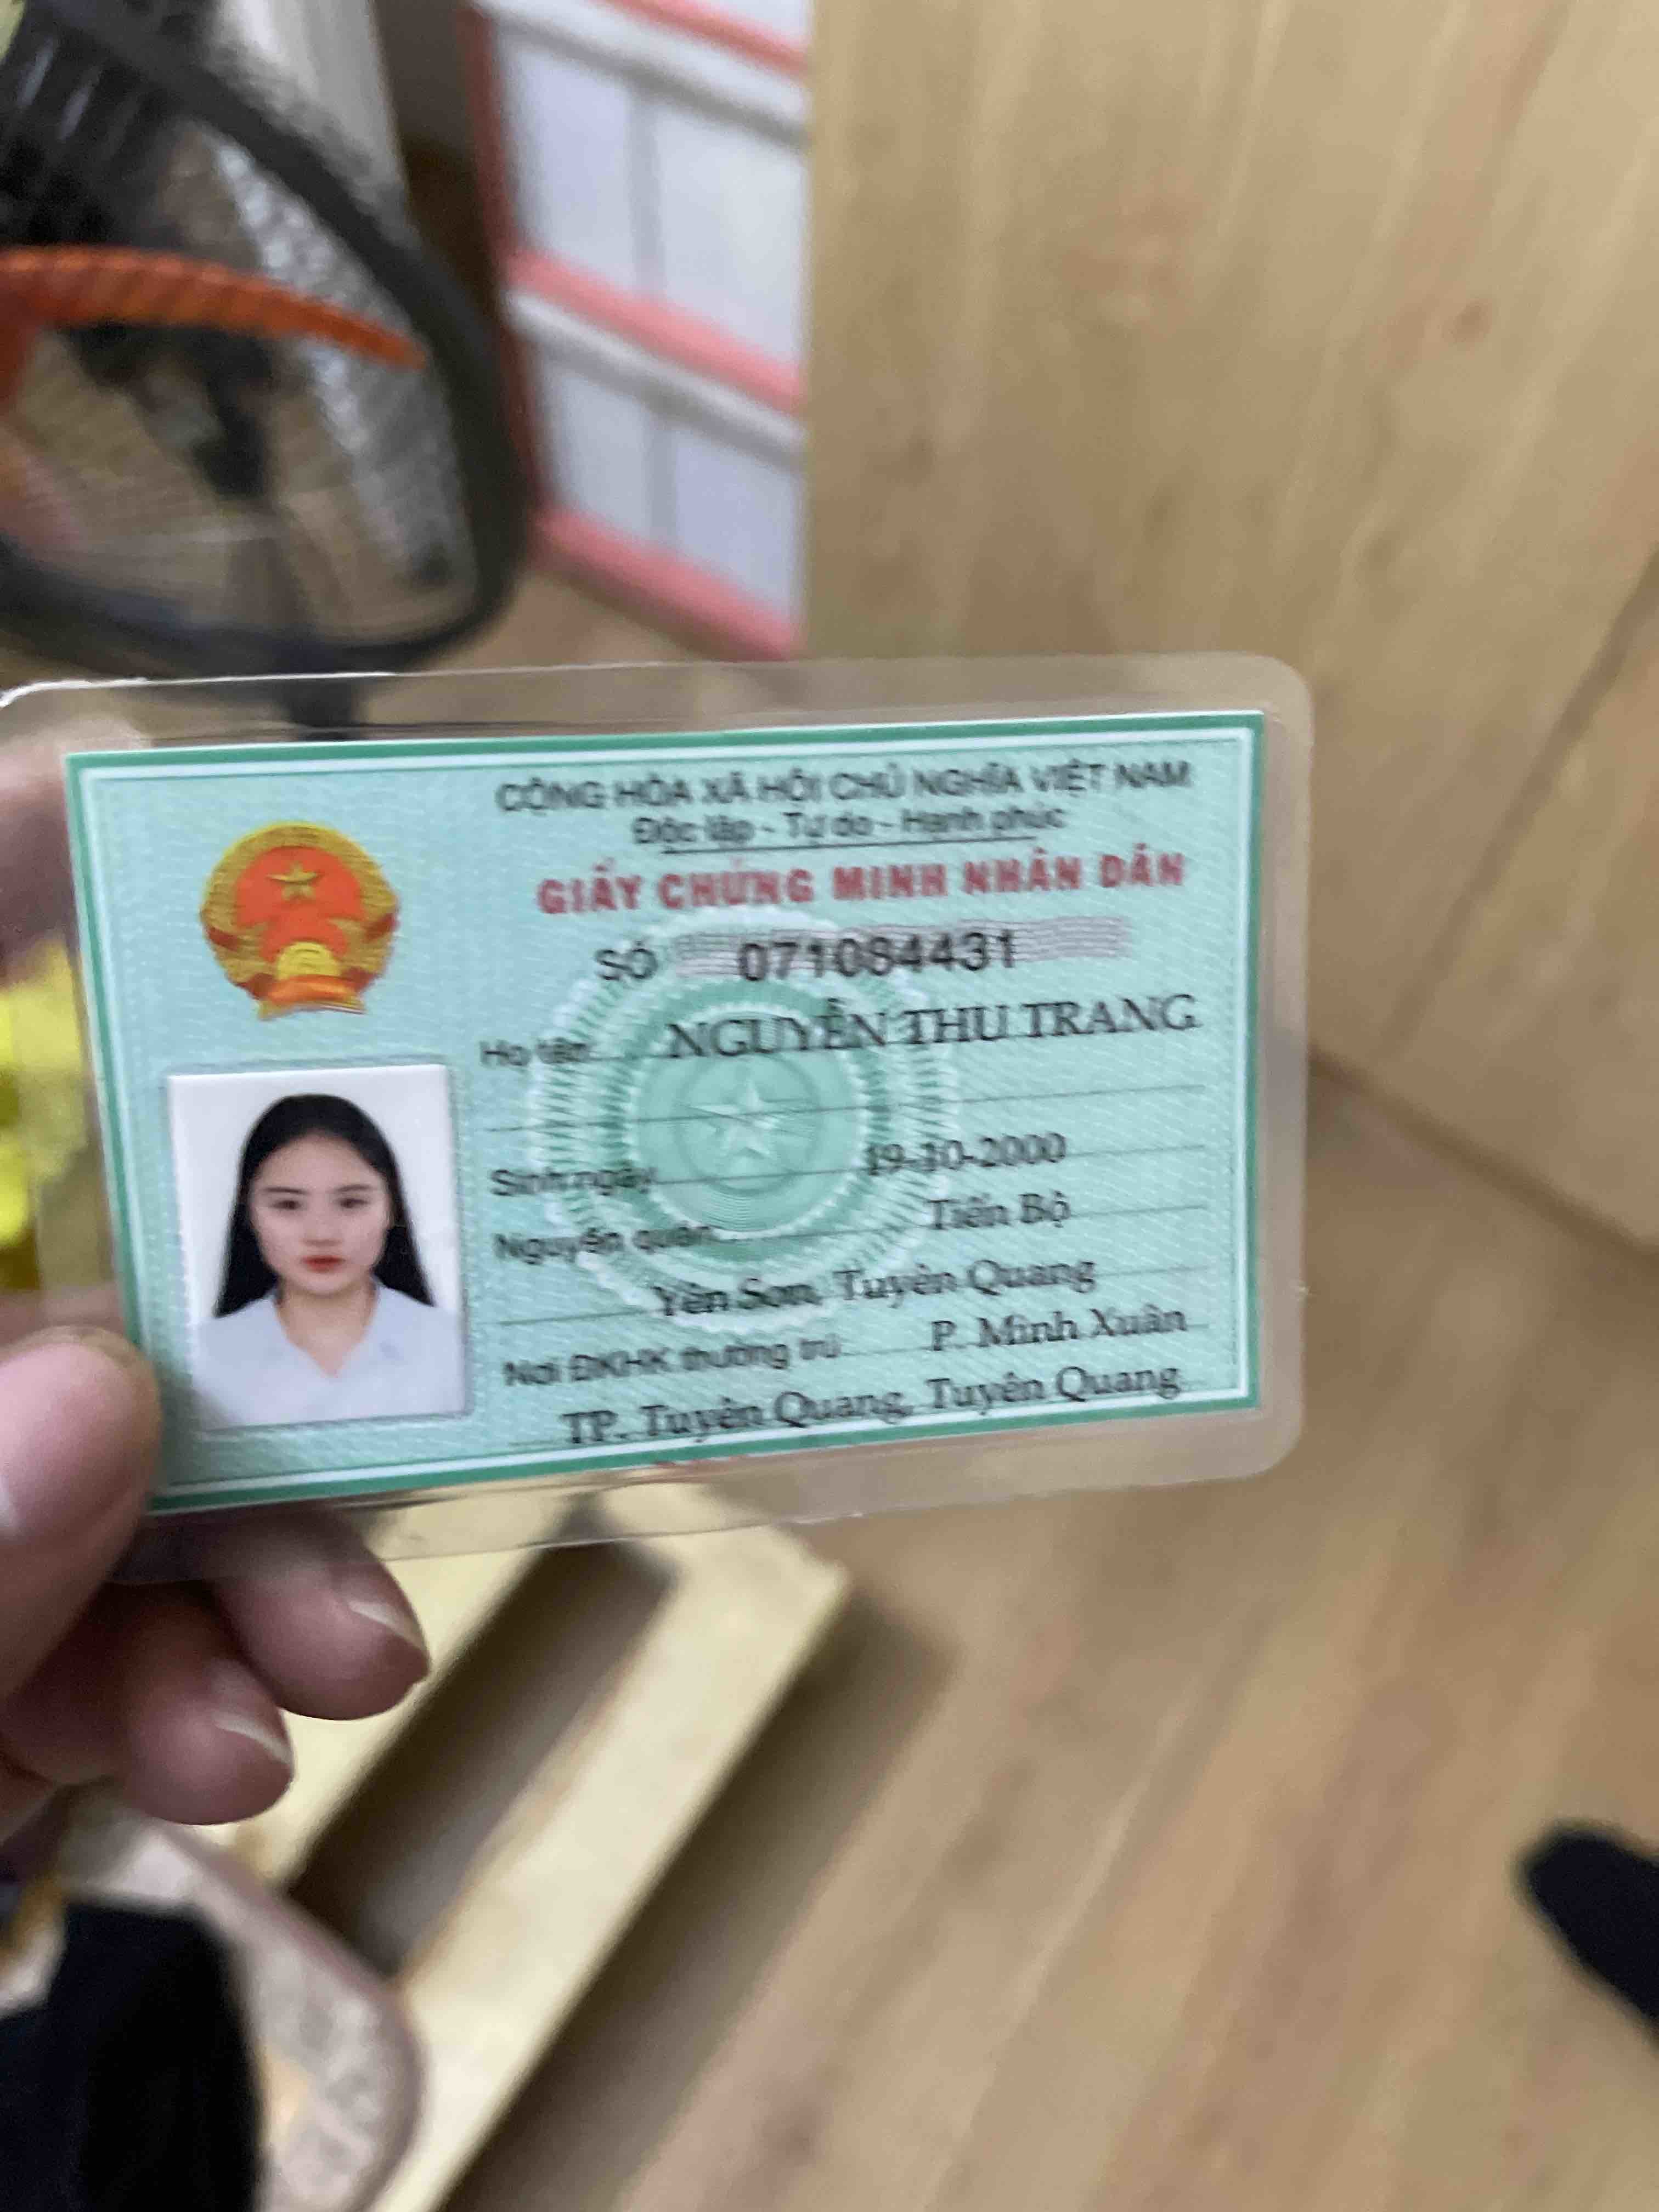 CỘNG HÒA XÃ HỘI CHỦ NGHĨA VIỆT NAM
Độc lập - Tự do - Hạnh phúc
GIẤY CHỨNG MINH NHÂN DÂN
SỐ 071084431
Họ tên NGUYỄN THU TRANG
Sinh ngày 19-10-2000
Nguyên quán Tiến Bộ
Yên Sơn, Tuyên Quang
Nơi ĐKHK thường trú P. Minh Xuân
TP. Tuyên Quang, Tuyên Quang